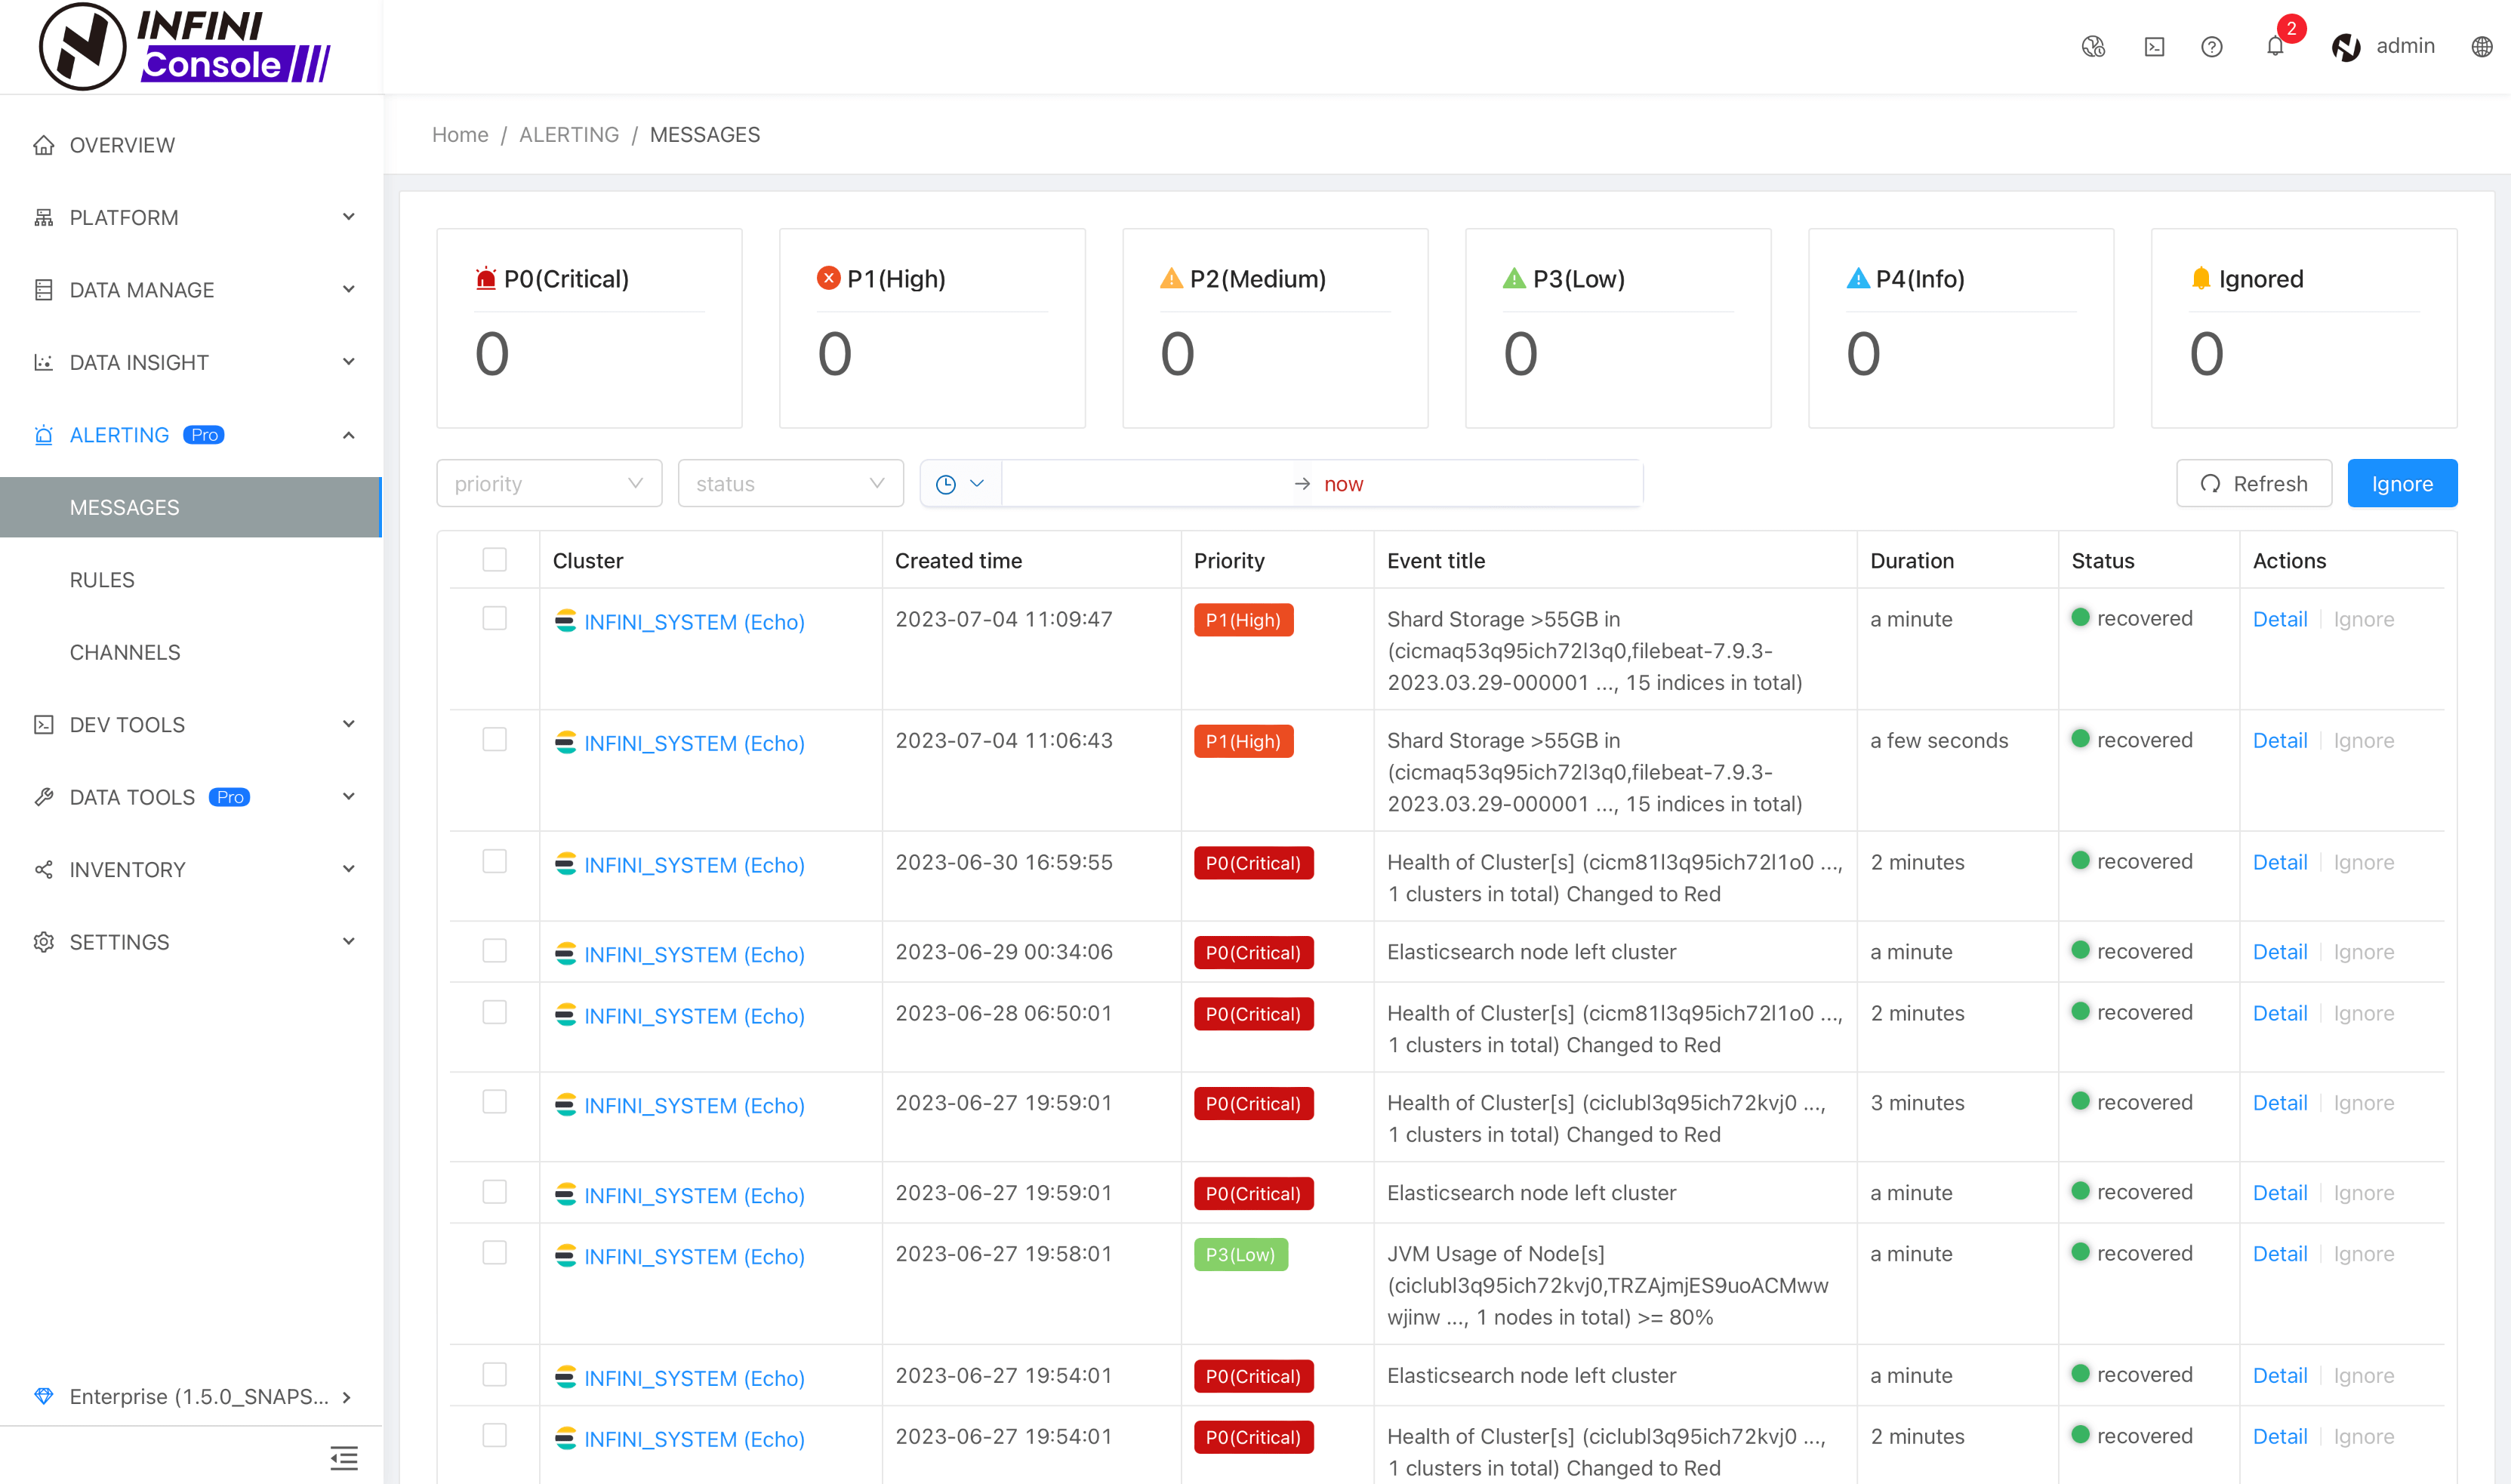 INFINI
Console
2
admin
OVERVIEW
PLATFORM
DATA MANAGE
DATA INSIGHT
ALERTING Pro
MESSAGES
RULES
CHANNELS
DEV TOOLS
DATA TOOLS Pro
INVENTORY
SETTINGS
Enterprise (1.5.0_SNAPS...
Home / ALERTING / MESSAGES
P0(Critical)
0
P1(High)
0
P2(Medium)
0
P3(Low)
0
P4(Info)
0
Ignored
0
priority status → now Refresh Ignore
Cluster Created time Priority Event title Duration Status Actions
INFINI_SYSTEM (Echo) 2023-07-04 11:09:47 P1(High) Shard Storage >55GB in a minute recovered Detail Ignore
(cicmaq53q95ich72l3q0,filebeat-7.9.3-
2023.03.29-000001 ..., 15 indices in total)
INFINI_SYSTEM (Echo) 2023-07-04 11:06:43 P1(High) Shard Storage >55GB in a few seconds recovered Detail Ignore
(cicmaq53q95ich72l3q0,filebeat-7.9.3-
2023.03.29-000001 ..., 15 indices in total)
INFINI_SYSTEM (Echo) 2023-06-30 16:59:55 P0(Critical) Health of Cluster[s] (cicm81l3q95ich72l1o0 ..., 2 minutes recovered Detail Ignore
1 clusters in total) Changed to Red
INFINI_SYSTEM (Echo) 2023-06-29 00:34:06 P0(Critical) Elasticsearch node left cluster a minute recovered Detail Ignore
INFINI_SYSTEM (Echo) 2023-06-28 06:50:01 P0(Critical) Health of Cluster[s] (cicm81l3q95ich72l1o0 ..., 2 minutes recovered Detail Ignore
1 clusters in total) Changed to Red
INFINI_SYSTEM (Echo) 2023-06-27 19:59:01 P0(Critical) Health of Cluster[s] (ciclubl3q95ich72kvj0 ..., 3 minutes recovered Detail Ignore
1 clusters in total) Changed to Red
INFINI_SYSTEM (Echo) 2023-06-27 19:59:01 P0(Critical) Elasticsearch node left cluster a minute recovered Detail Ignore
INFINI_SYSTEM (Echo) 2023-06-27 19:58:01 P3(Low) JVM Usage of Node[s] a minute recovered Detail Ignore
(ciclubl3q95ich72kvj0,TRZAjmjES9uoACMww
wjinw ..., 1 nodes in total) >= 80%
INFINI_SYSTEM (Echo) 2023-06-27 19:54:01 P0(Critical) Elasticsearch node left cluster a minute recovered Detail Ignore
INFINI_SYSTEM (Echo) 2023-06-27 19:54:01 P0(Critical) Health of Cluster[s] (ciclubl3q95ich72kvj0 ..., 2 minutes recovered Detail Ignore
1 clusters in total) Changed to Red